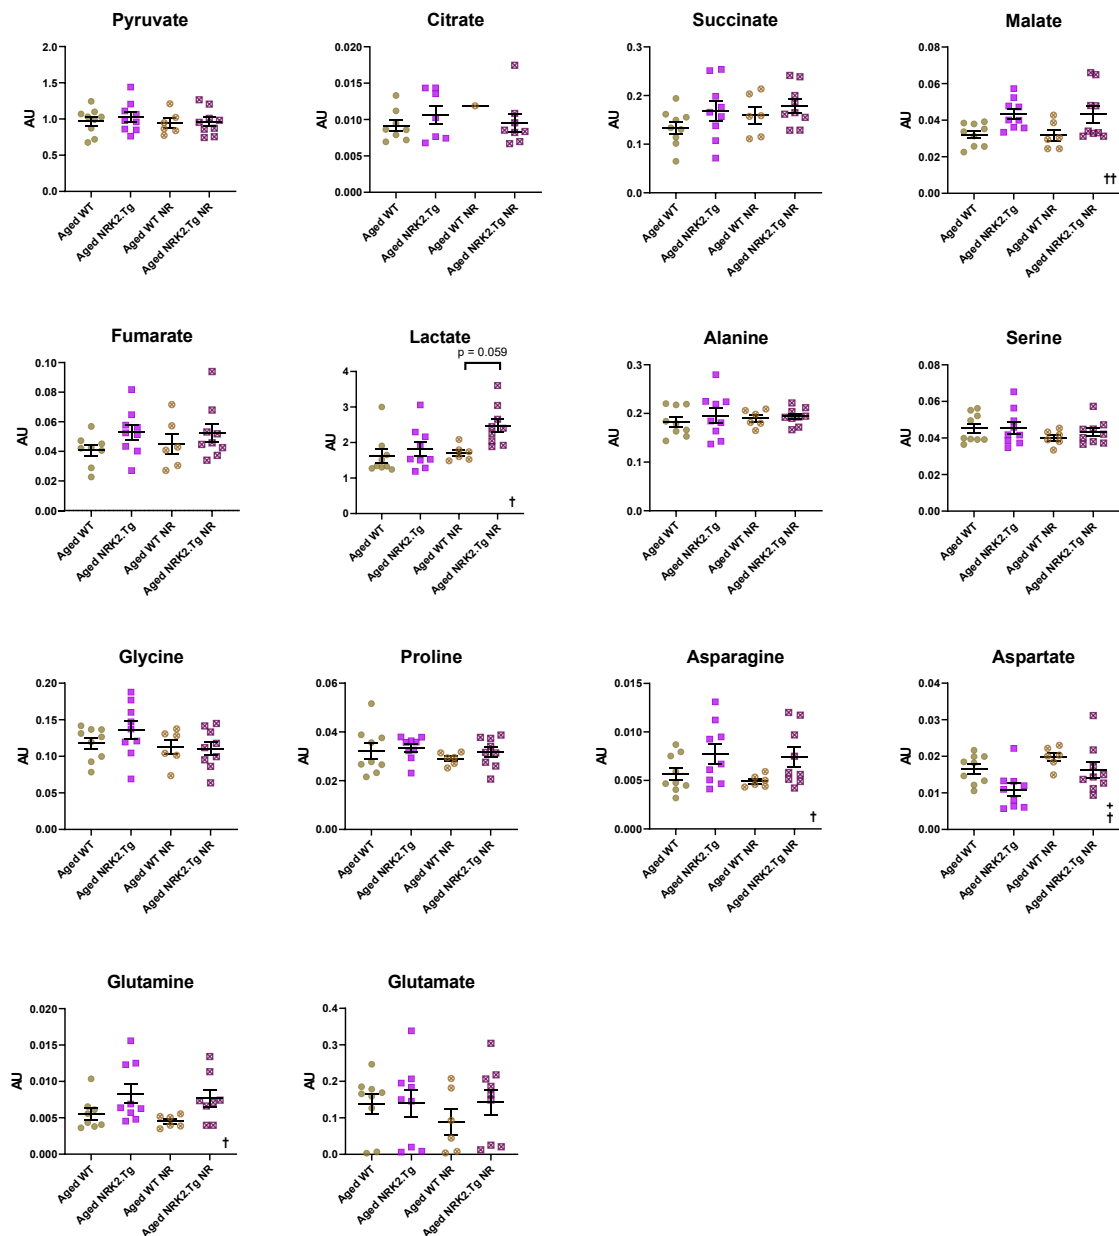 Pyruvate
AU
2.0
1.5
1.0
0.5
0.0
Aged WT
Aged NRK2.Tg
Aged WT NR
Aged NRK2.Tg NR
Citrate
AU
0.020
0.015
0.010
0.005
0.000
Aged WT
Aged NRK2.Tg
Aged WT NR
Aged NRK2.Tg NR
Succinate
AU
0.3
0.2
0.1
0.0
Aged WT
Aged NRK2.Tg
Aged WT NR
Aged NRK2.Tg NR
Malate
AU
0.08
0.06
0.04
0.02
0.00
††
Aged WT
Aged NRK2.Tg
Aged WT NR
Aged NRK2.Tg NR
Fumarate
AU
0.10
0.08
0.06
0.04
0.02
0.00
Aged WT
Aged NRK2.Tg
Aged WT NR
Aged NRK2.Tg NR
Lactate
p = 0.059
AU
4
3
2
1
0
†
Aged WT
Aged NRK2.Tg
Aged WT NR
Aged NRK2.Tg NR
Alanine
AU
0.3
0.2
0.1
0.0
Aged WT
Aged NRK2.Tg
Aged WT NR
Aged NRK2.Tg NR
Serine
AU
0.08
0.06
0.04
0.02
0.00
Aged WT
Aged NRK2.Tg
Aged WT NR
Aged NRK2.Tg NR
Glycine
AU
0.20
0.15
0.10
0.05
0.00
Aged WT
Aged NRK2.Tg
Aged WT NR
Aged NRK2.Tg NR
Proline
AU
0.06
0.04
0.02
0.00
Aged WT
Aged NRK2.Tg
Aged WT NR
Aged NRK2.Tg NR
Asparagine
AU
0.015
0.010
0.005
0.000
†
Aged WT
Aged NRK2.Tg
Aged WT NR
Aged NRK2.Tg NR
Aspartate
AU
0.04
0.03
0.02
0.01
0.00
+
†
Aged WT
Aged NRK2.Tg
Aged WT NR
Aged NRK2.Tg NR
Glutamine
AU
0.020
0.015
0.010
0.005
0.000
†
Aged WT
Aged NRK2.Tg
Aged WT NR
Aged NRK2.Tg NR
Glutamate
AU
0.4
0.3
0.2
0.1
0.0
Aged WT
Aged NRK2.Tg
Aged WT NR
Aged NRK2.Tg NR